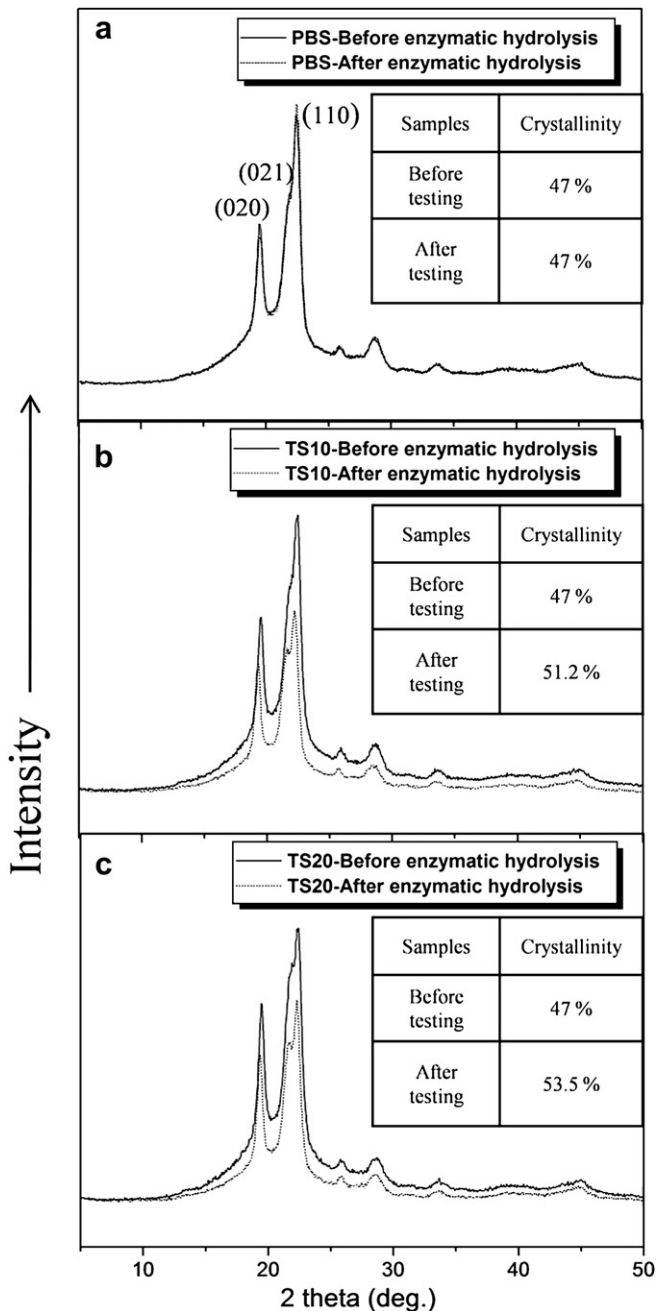 a
PBS-Before enzymatic hydrolysis
PBS-After enzymatic hydrolysis
(020)
(021)
(110)
Samples Crystallinity
Before
testing
47 %
After
testing
47 %
b
TS10-Before enzymatic hydrolysis
TS10-After enzymatic hydrolysis
Samples Crystallinity
Before
testing
47 %
After
testing
51.2 %
c
TS20-Before enzymatic hydrolysis
TS20-After enzymatic hydrolysis
Samples Crystallinity
Before
testing
47 %
After
testing
53.5 %
Intensity
10 20 30 40 50
2 theta (deg.)